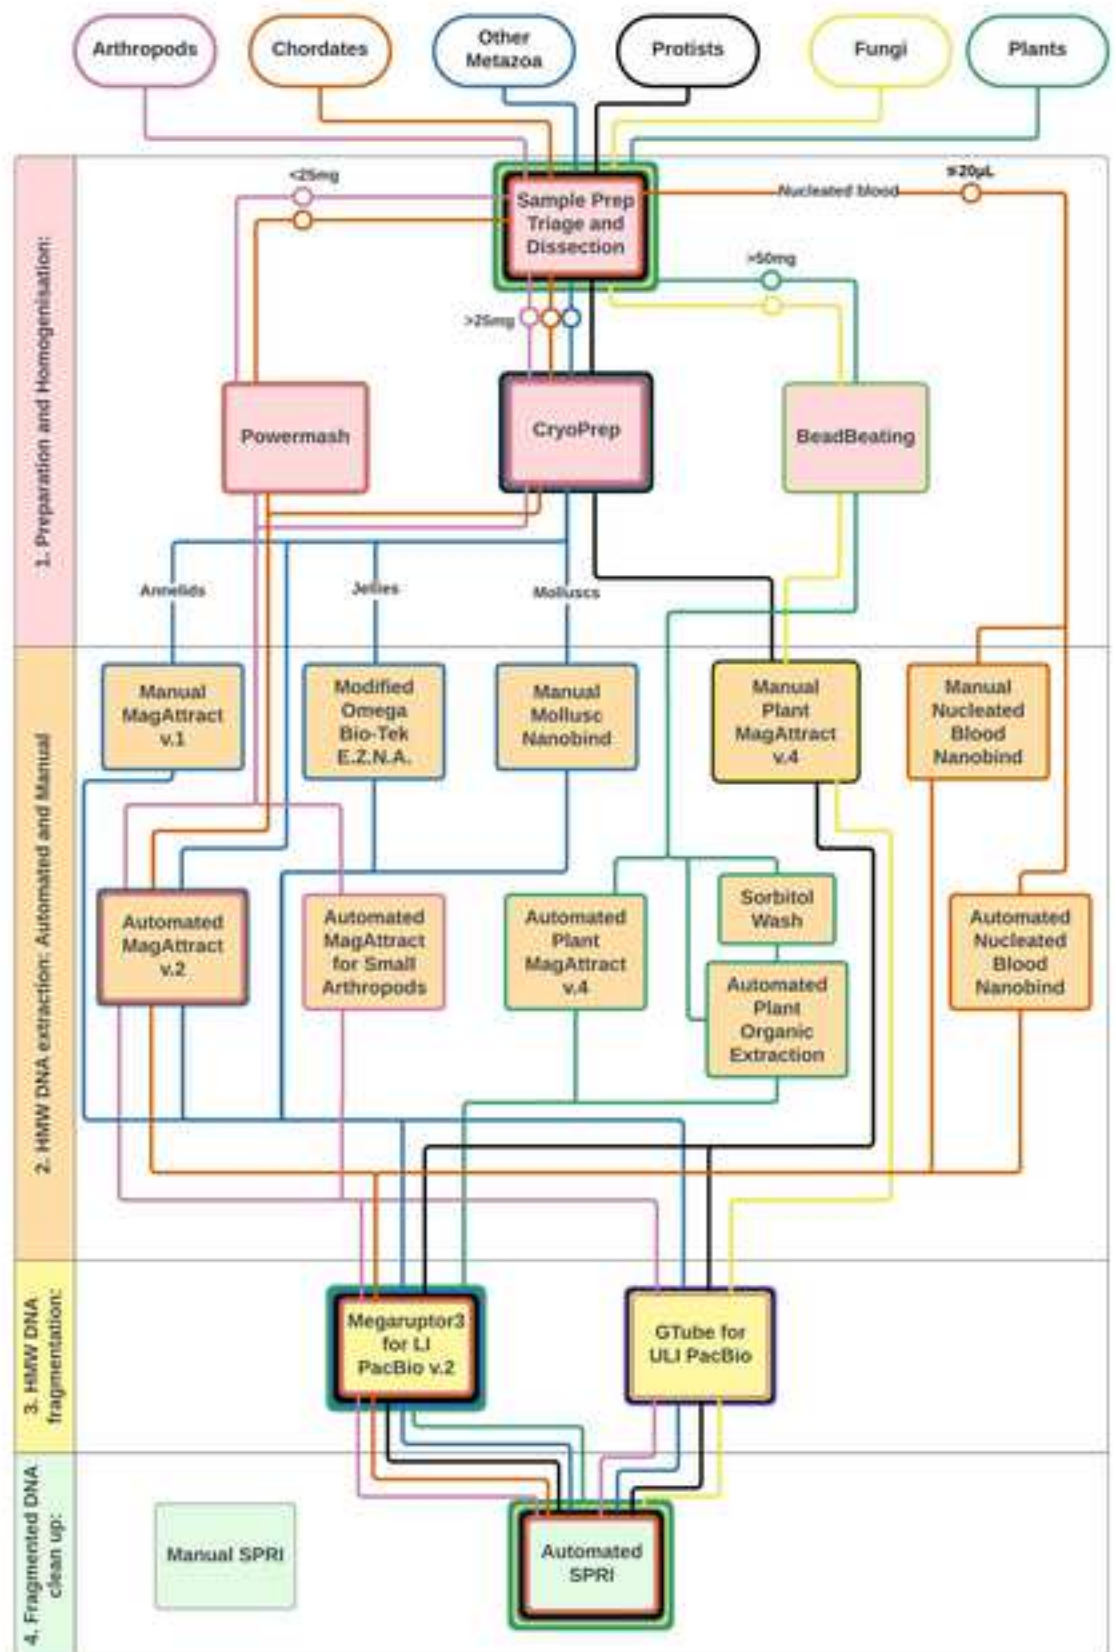 Arthropods
Chordates
Other
Metazoa
Protists
Fungi
Plants
1. Preparation and Homogenisation:
<25mg
Sample Prep
Triage and
Dissection
Nucleated blood
≤20µL
>50mg
>25mg
Powermash
CryoPrep
BeadBeating
Annelids
Jellies
Molluscs
2. HMW DNA extraction: Automated and Manual
Manual
MagAttract
v.1
Modified
Omega
Bio-Tek
E.Z.N.A.
Manual
Mollusc
Nanobind
Manual
Plant
MagAttract
v.4
Manual
Nucleated
Blood
Nanobind
Automated
MagAttract
v.2
Automated
MagAttract
for Small
Arthropods
Automated
Plant
MagAttract
v.4
Sorbitol
Wash
Automated
Plant
Organic
Extraction
Automated
Nucleated
Blood
Nanobind
3. HMW DNA
fragmentation:
Megaruptor3
for LI
PacBio v.2
GTube for
ULI PacBio
4. Fragmented DNA
clean up:
Manual SPRI
Automated
SPRI